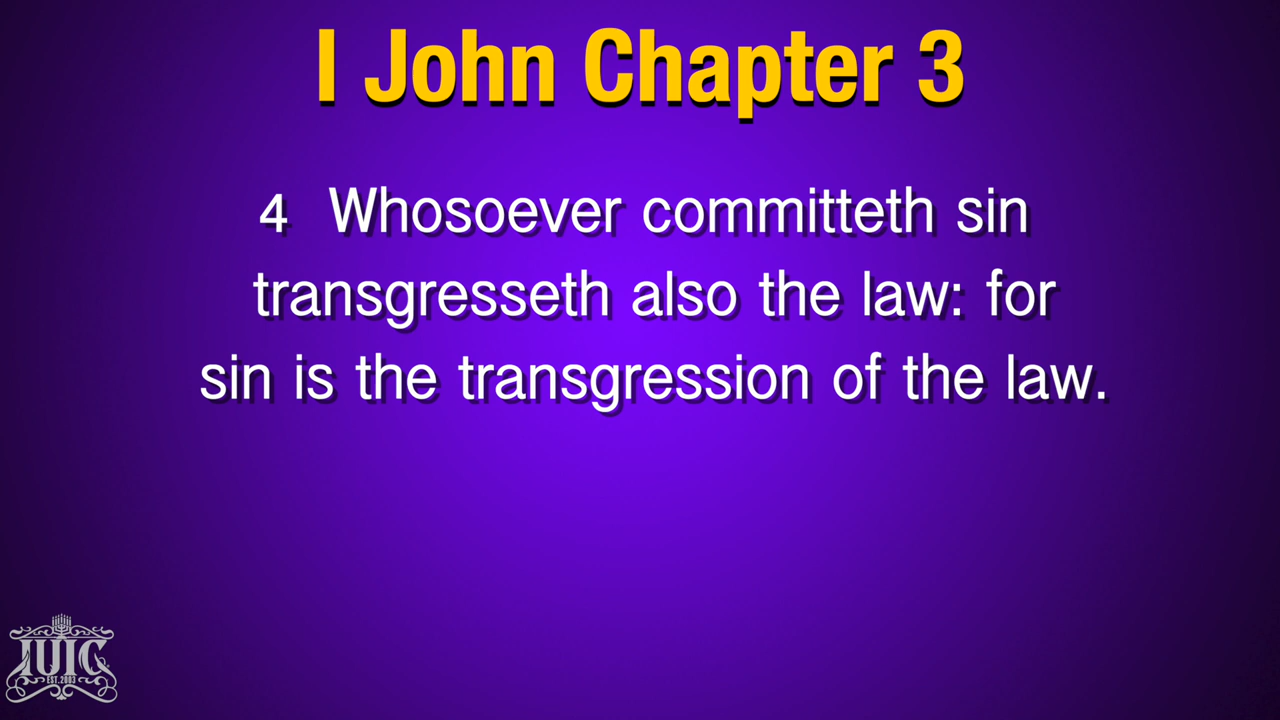 I John Chapter 3
4 Whosoever committeth sin
transgresseth also the law: for
sin is the transgression of the law.
IUIC
EST.2003